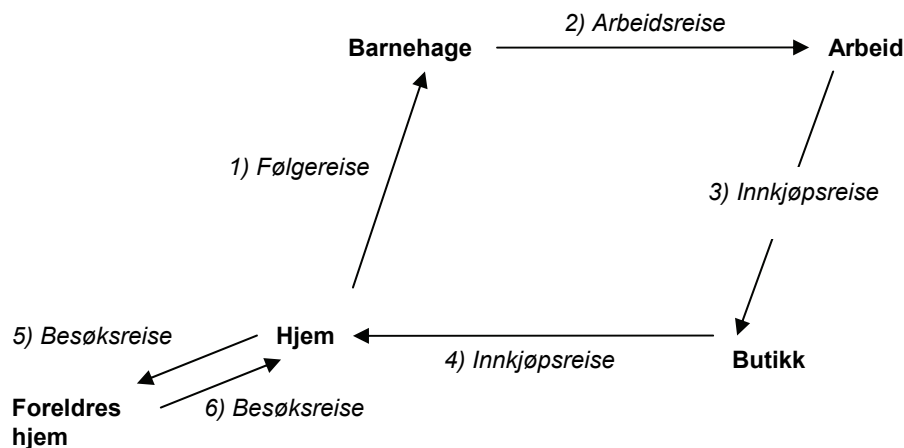 2) Arbeidsreise
Barnehage
Arbeid
1) Følgereise
3) Innkjøpsreise
5) Besøksreise
Hjem
4) Innkjøpsreise
Butikk
Foreldres
hjem
6) Besøksreise